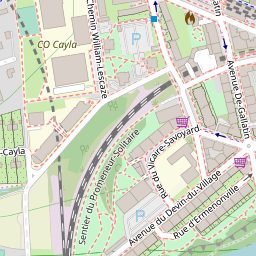 CO Cayla
Chemin William-Lescaze
Avenue De-Gallatin
-Cayla
Sentier du Promeneur-Solitaire
Rue du Vicaire-Savoyard
Avenue du Devin-du-Village
Rue d'Ermenonville
P
P